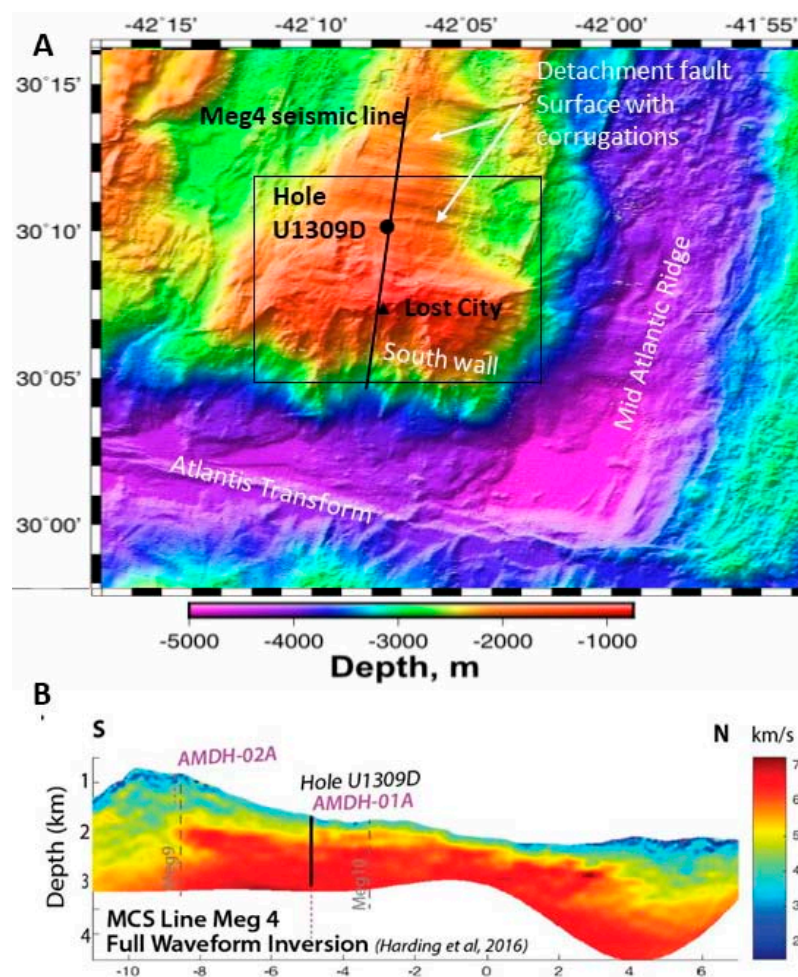 -42°15' -42°10' -42°05' -42°00' -41°55'
A
30°15'
30°10'
30°05'
30°00'
Meg4 seismic line
Detachment fault
Surface with
corrugations
Hole
U1309D
Lost City
South wall
Mid Atlantic Ridge
Atlantis Transform
-5000 -4000 -3000 -2000 -1000
Depth, m
B
S
N
km/s
AMDH-02A
Hole U1309D
AMDH-01A
Depth (km)
1
2
3
4
Meg9
Meg10
7
6
5
4
3
2
MCS Line Meg 4
Full Waveform Inversion (Harding et al, 2016)
-10 -8 -6 -4 -2 0 2 4 6